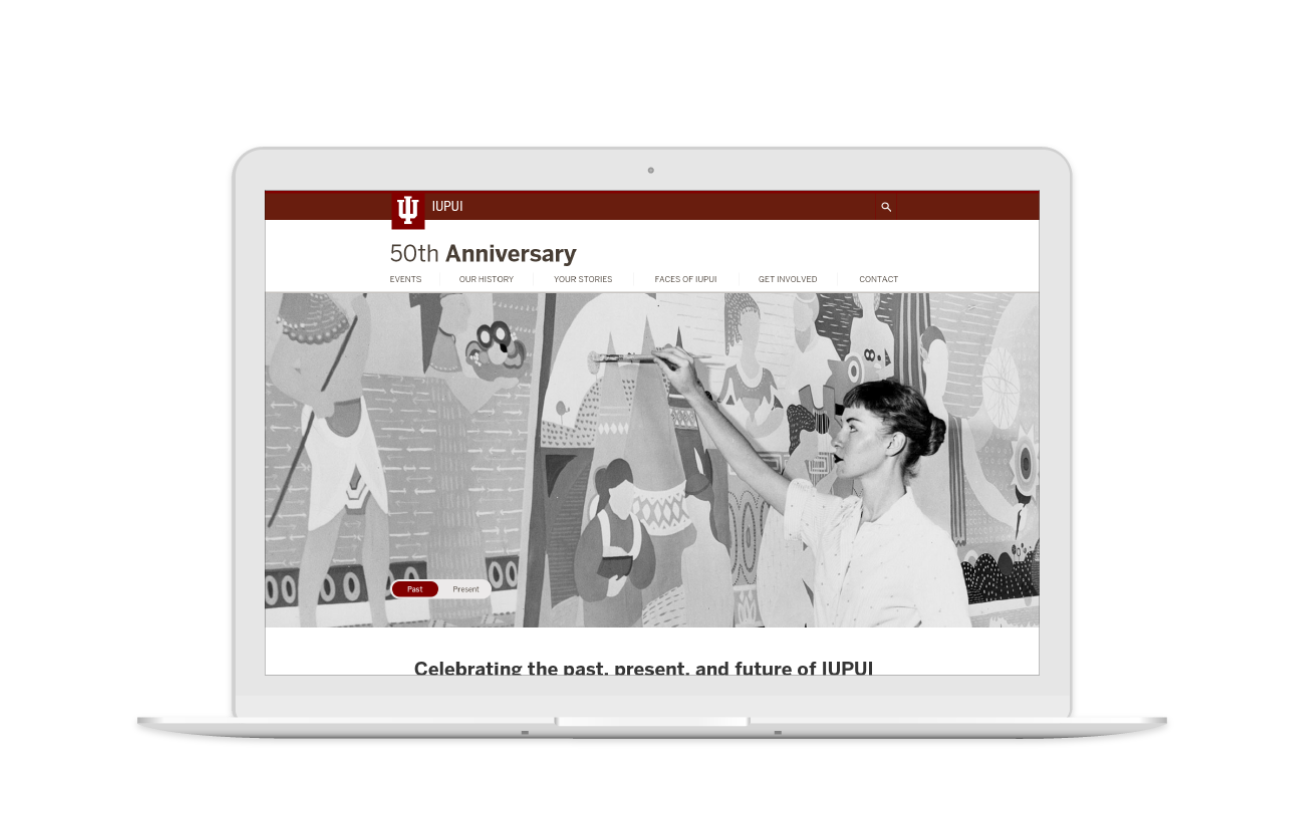 IUPUI
50th Anniversary
EVENTS OUR HISTORY YOUR STORIES FACES OF IUPUI GET INVOLVED CONTACT
Past Present
Celebrating the past, present, and future of IUPUI